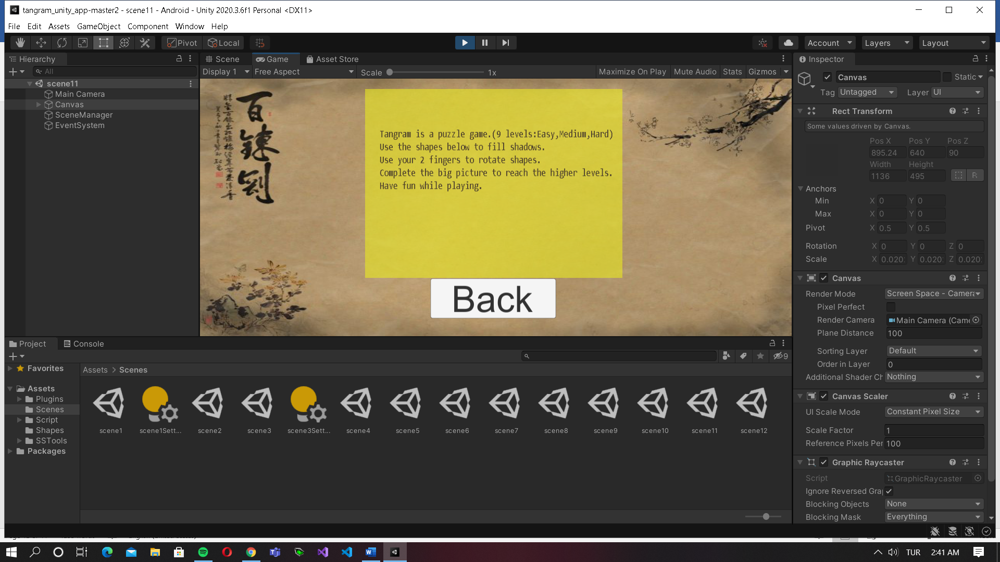 tangram_unity_app-master2 - scene11 - Android - Unity 2020.3.6f1 Personal <DX11>
File Edit Assets GameObject Component Window Help
Pivot Local
Account Layers Layout
Hierarchy
All
scene11
Main Camera
Canvas
SceneManager
EventSystem
Scene Game Asset Store
Display 1 Free Aspect Scale 1x Maximize On Play Mute Audio Stats Gizmos
百
錬
剣
Tangram is a puzzle game.(9 levels:Easy,Medium,Hard)
Use the shapes below to fill shadows.
Use your 2 fingers to rotate shapes.
Complete the big picture to reach the higher levels.
Have fun while playing.
Back
Inspector
Canvas Static
Tag Untagged Layer UI
Rect Transform
Some values driven by Canvas.
Pos X Pos Y Pos Z
895.24 640 90
Width Height
1136 495 R
Anchors
Min X 0 Y 0
Max X 0 Y 0
Pivot X 0.5 Y 0.5
Rotation X 0 Y 0 Z 0
Scale X 0.020 Y 0.020 Z 0.020
Canvas
Render Mode Screen Space - Camera
Pixel Perfect
Render Camera Main Camera (Came
Plane Distance 100
Sorting Layer Default
Order in Layer 0
Additional Shader Ch Nothing
Canvas Scaler
UI Scale Mode Constant Pixel Size
Scale Factor 1
Reference Pixels Per 100
Graphic Raycaster
Script GraphicRaycaster
Ignore Reversed Gra
Blocking Objects None
Blocking Mask Everything
Project Console
9
Favorites
Assets
Plugins
Scenes
Script
Shapes
SSTools
Packages
Assets > Scenes
scene1 scene1Sett... scene2 scene3 scene3Sett... scene4 scene5 scene6 scene7 scene8 scene9 scene10 scene11 scene12
TUR 2:41 AM